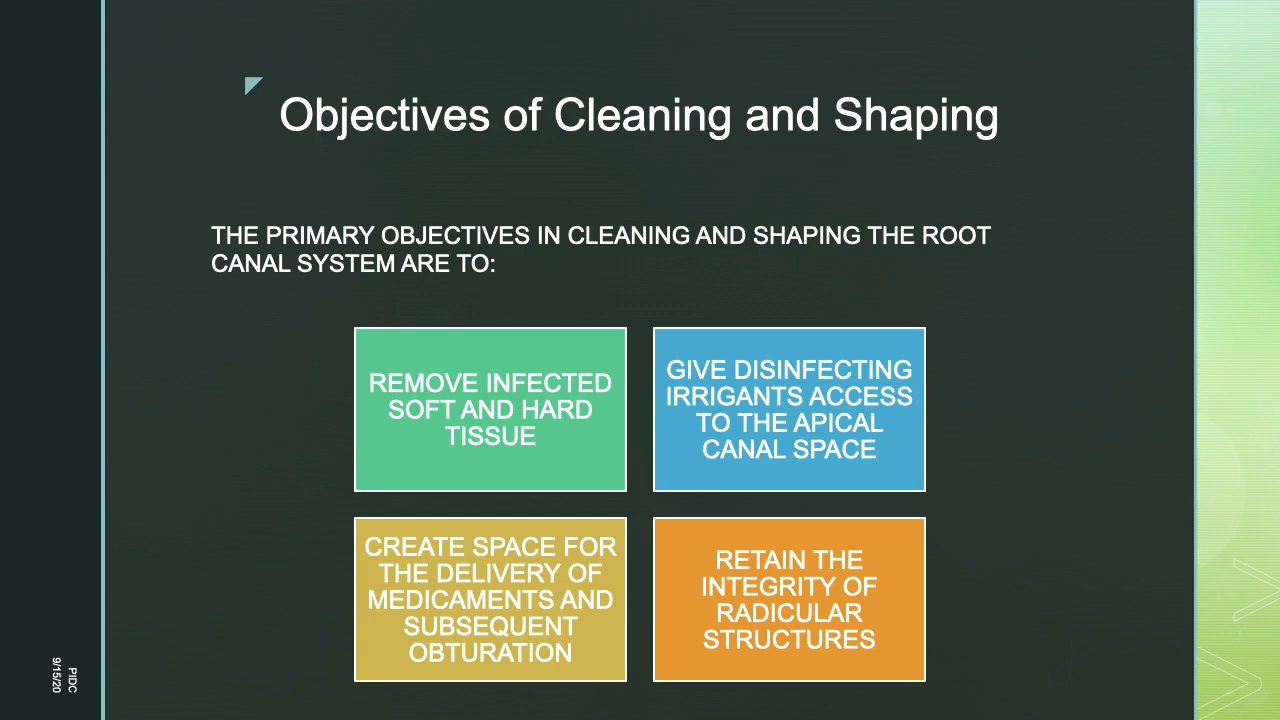 Objectives of Cleaning and Shaping
THE PRIMARY OBJECTIVES IN CLEANING AND SHAPING THE ROOT
CANAL SYSTEM ARE TO:
REMOVE INFECTED
SOFT AND HARD
TISSUE
GIVE DISINFECTING
IRRIGANTS ACCESS
TO THE APICAL
CANAL SPACE
CREATE SPACE FOR
THE DELIVERY OF
MEDICAMENTS AND
SUBSEQUENT
OBTURATION
RETAIN THE
INTEGRITY OF
RADICULAR
STRUCTURES
PIDC
9/15/20